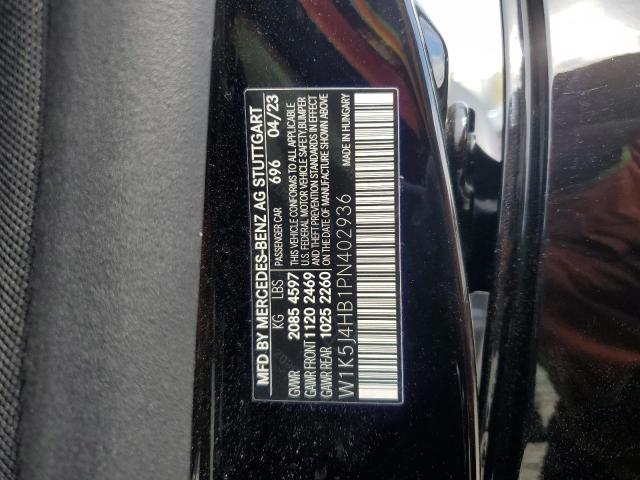 MFD BY MERCEDES-BENZ AG STUTTGART
PASSENGER CAR 696 04/23
KG LBS
GVWR 2085 4597
GAWR FRONT 1120 2469
GAWR REAR 1025 2260
THIS VEHICLE CONFORMS TO ALL APPLICABLE
U.S. FEDERAL MOTOR VEHICLE SAFETY,BUMPER
AND THEFT PREVENTION STANDARDS IN EFFECT
ON THE DATE OF MANUFACTURE SHOWN ABOVE
MADE IN HUNGARY
W1K5J4HB1PN402936